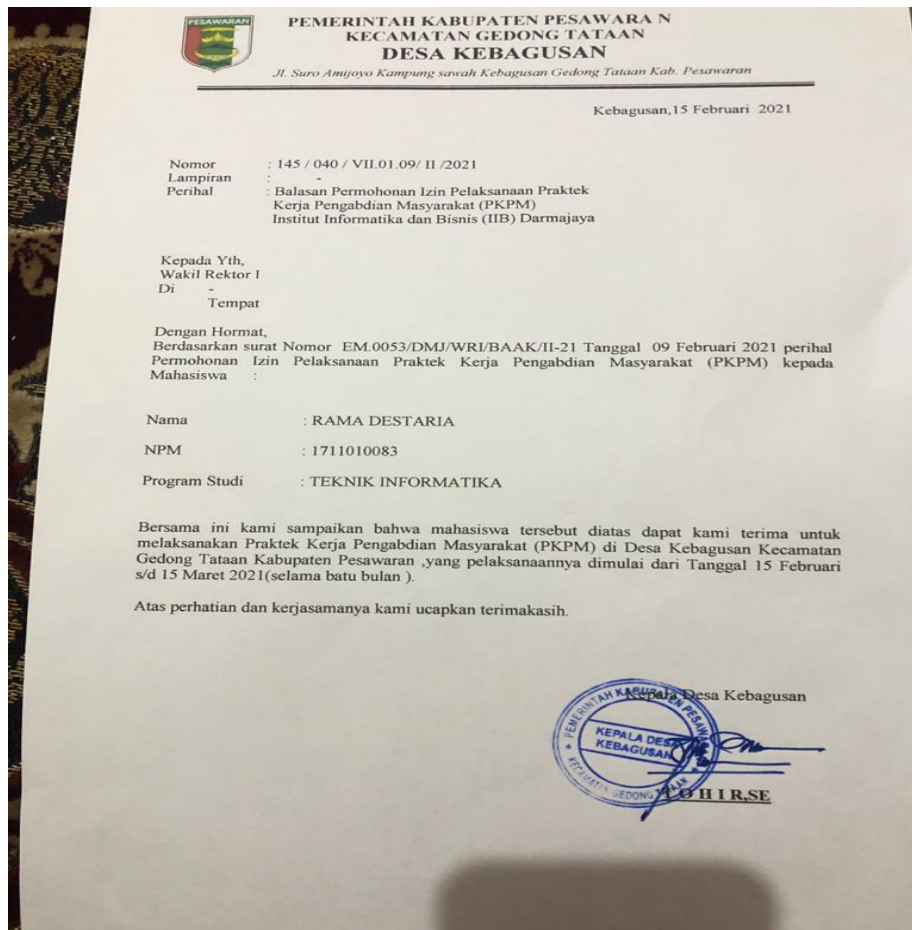 PESAWARAN
PEMERINTAH KABUPATEN PESAWARA N
KECAMATAN GEDONG TATAAN
DESA KEBAGUSAN
Jl. Suro Amijoyo Kampung sawah Kebagusan Gedong Tataan Kab. Pesawaran
Kebagusan,15 Februari 2021
Nomor : 145 / 040 / VII.01.09/ II /2021
Lampiran : -
Perihal : Balasan Permohonan Izin Pelaksanaan Praktek
Kerja Pengabdian Masyarakat (PKPM)
Institut Informatika dan Bisnis (IIB) Darmajaya
Kepada Yth,
Wakil Rektor I
Di -
Tempat
Dengan Hormat,
Berdasarkan surat Nomor EM.0053/DMJ/WRI/BAAK/II-21 Tanggal 09 Februari 2021 perihal
Permohonan Izin Pelaksanaan Praktek Kerja Pengabdian Masyarakat (PKPM) kepada
Mahasiswa :
Nama : RAMA DESTARIA
NPM : 1711010083
Program Studi : TEKNIK INFORMATIKA
Bersama ini kami sampaikan bahwa mahasiswa tersebut diatas dapat kami terima untuk
melaksanakan Praktek Kerja Pengabdian Masyarakat (PKPM) di Desa Kebagusan Kecamatan
Gedong Tataan Kabupaten Pesawaran ,yang pelaksanaannya dimulai dari Tanggal 15 Februari
s/d 15 Maret 2021(selama batu bulan ).
Atas perhatian dan kerjasamanya kami ucapkan terimakasih.
Kepala Desa Kebagusan
PEMERINTAH KABUPATEN PESAWARAN
KEPALA DESA
KEBAGUSAN
KECAMATAN GEDONG TATAAN
T O H I R,SE